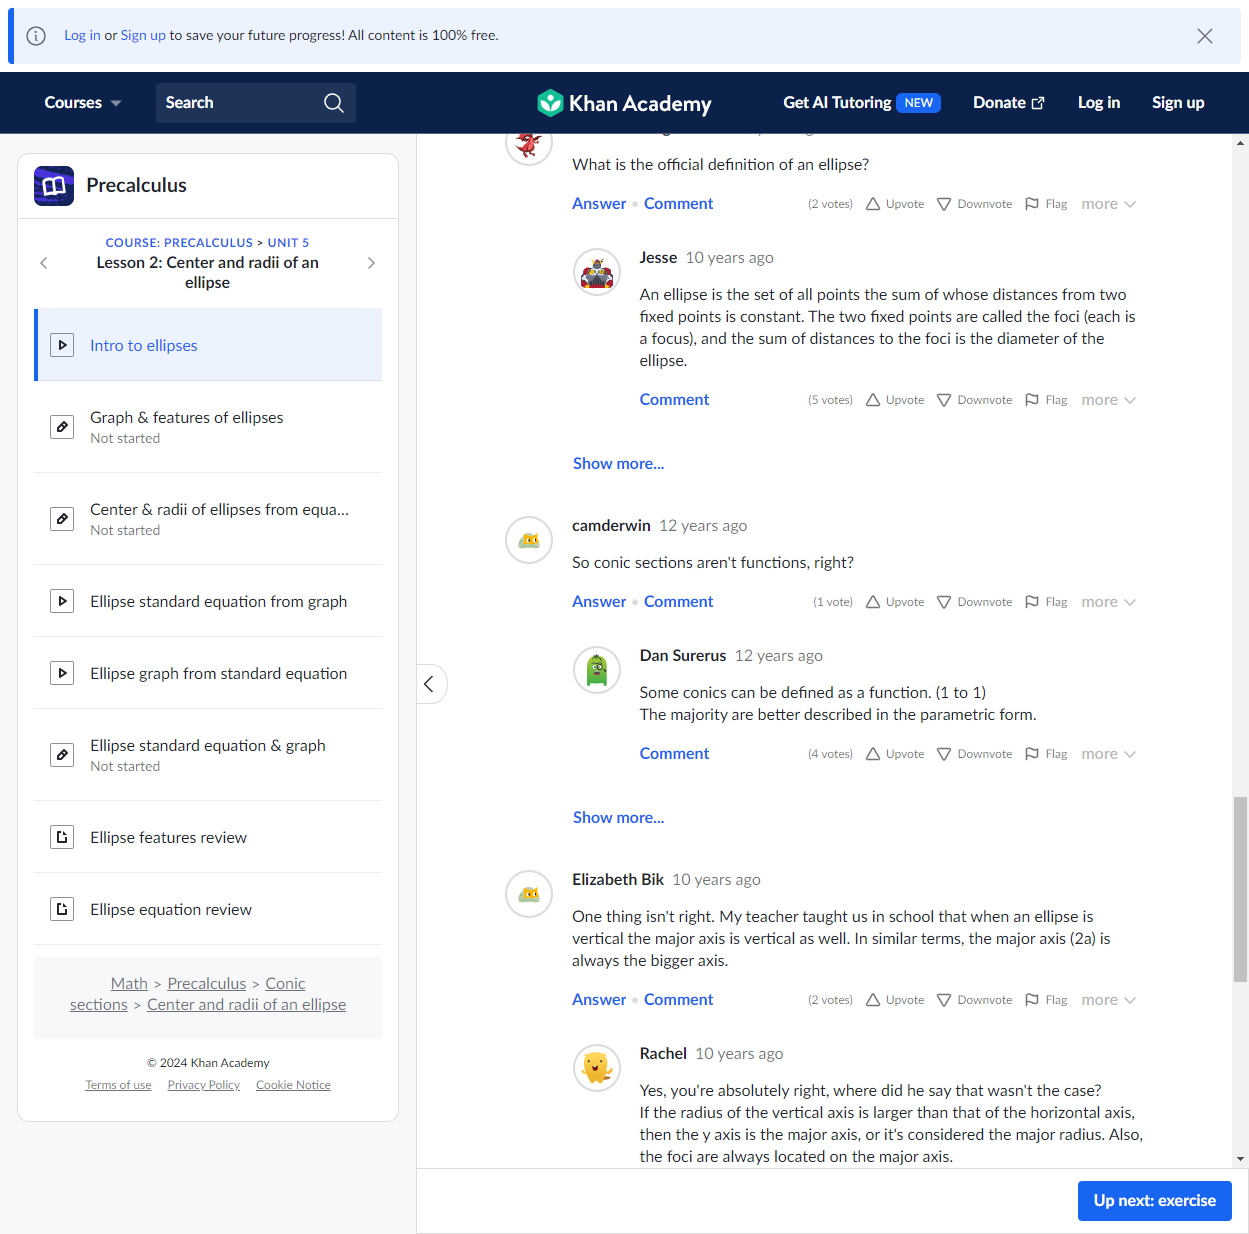 Log in or Sign up to save your future progress! All content is 100% free.
Courses
Search
Khan Academy
Get AI Tutoring NEW
Donate
Log in
Sign up
Precalculus
COURSE: PRECALCULUS > UNIT 5
Lesson 2: Center and radii of an
ellipse
Intro to ellipses
Graph & features of ellipses
Not started
Center & radii of ellipses from equa...
Not started
Ellipse standard equation from graph
Ellipse graph from standard equation
Ellipse standard equation & graph
Not started
Ellipse features review
Ellipse equation review
Math > Precalculus > Conic
sections > Center and radii of an ellipse
© 2024 Khan Academy
Terms of use Privacy Policy Cookie Notice
What is the official definition of an ellipse?
Answer • Comment (2 votes) Upvote Downvote Flag more
Jesse 10 years ago
An ellipse is the set of all points the sum of whose distances from two
fixed points is constant. The two fixed points are called the foci (each is
a focus), and the sum of distances to the foci is the diameter of the
ellipse.
Comment (5 votes) Upvote Downvote Flag more
Show more...
camderwin 12 years ago
So conic sections aren't functions, right?
Answer • Comment (1 vote) Upvote Downvote Flag more
Dan Surerus 12 years ago
Some conics can be defined as a function. (1 to 1)
The majority are better described in the parametric form.
Comment (4 votes) Upvote Downvote Flag more
Show more...
Elizabeth Bik 10 years ago
One thing isn't right. My teacher taught us in school that when an ellipse is
vertical the major axis is vertical as well. In similar terms, the major axis (2a) is
always the bigger axis.
Answer • Comment (2 votes) Upvote Downvote Flag more
Rachel 10 years ago
Yes, you're absolutely right, where did he say that wasn't the case?
If the radius of the vertical axis is larger than that of the horizontal axis,
then the y axis is the major axis, or it's considered the major radius. Also,
the foci are always located on the major axis.
Up next: exercise